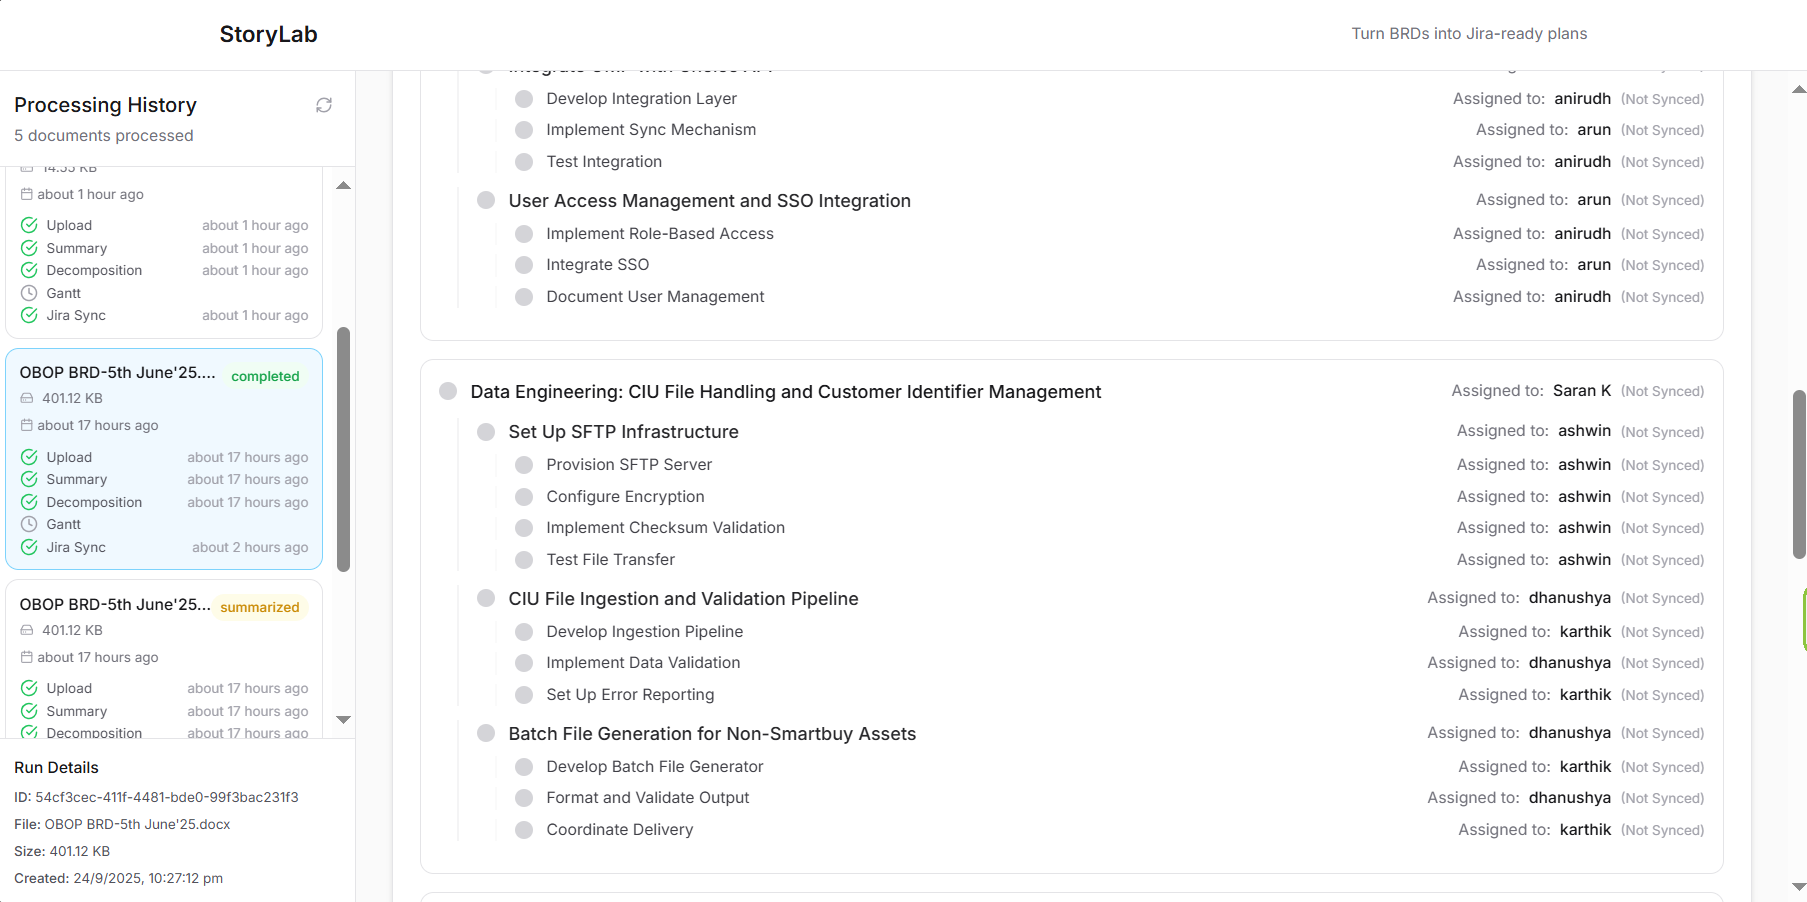 StoryLab
Turn BRDs into Jira-ready plans
Processing History
5 documents processed
14.35 KB
about 1 hour ago
Upload about 1 hour ago
Summary about 1 hour ago
Decomposition about 1 hour ago
Gantt
Jira Sync about 1 hour ago
OBOP BRD-5th June'25.... completed
401.12 KB
about 17 hours ago
Upload about 17 hours ago
Summary about 17 hours ago
Decomposition about 17 hours ago
Gantt
Jira Sync about 2 hours ago
OBOP BRD-5th June'25... summarized
401.12 KB
about 17 hours ago
Upload about 17 hours ago
Summary about 17 hours ago
Decomposition about 17 hours ago
Run Details
ID: 54cf3cec-411f-4481-bde0-99f3bac231f3
File: OBOP BRD-5th June'25.docx
Size: 401.12 KB
Created: 24/9/2025, 10:27:12 pm
Develop Integration Layer Assigned to: anirudh (Not Synced)
Implement Sync Mechanism Assigned to: arun (Not Synced)
Test Integration Assigned to: anirudh (Not Synced)
User Access Management and SSO Integration Assigned to: arun (Not Synced)
Implement Role-Based Access Assigned to: anirudh (Not Synced)
Integrate SSO Assigned to: arun (Not Synced)
Document User Management Assigned to: anirudh (Not Synced)
Data Engineering: CIU File Handling and Customer Identifier Management Assigned to: Saran K (Not Synced)
Set Up SFTP Infrastructure Assigned to: ashwin (Not Synced)
Provision SFTP Server Assigned to: ashwin (Not Synced)
Configure Encryption Assigned to: ashwin (Not Synced)
Implement Checksum Validation Assigned to: ashwin (Not Synced)
Test File Transfer Assigned to: ashwin (Not Synced)
CIU File Ingestion and Validation Pipeline Assigned to: dhanushya (Not Synced)
Develop Ingestion Pipeline Assigned to: karthik (Not Synced)
Implement Data Validation Assigned to: dhanushya (Not Synced)
Set Up Error Reporting Assigned to: karthik (Not Synced)
Batch File Generation for Non-Smartbuy Assets Assigned to: dhanushya (Not Synced)
Develop Batch File Generator Assigned to: karthik (Not Synced)
Format and Validate Output Assigned to: dhanushya (Not Synced)
Coordinate Delivery Assigned to: karthik (Not Synced)